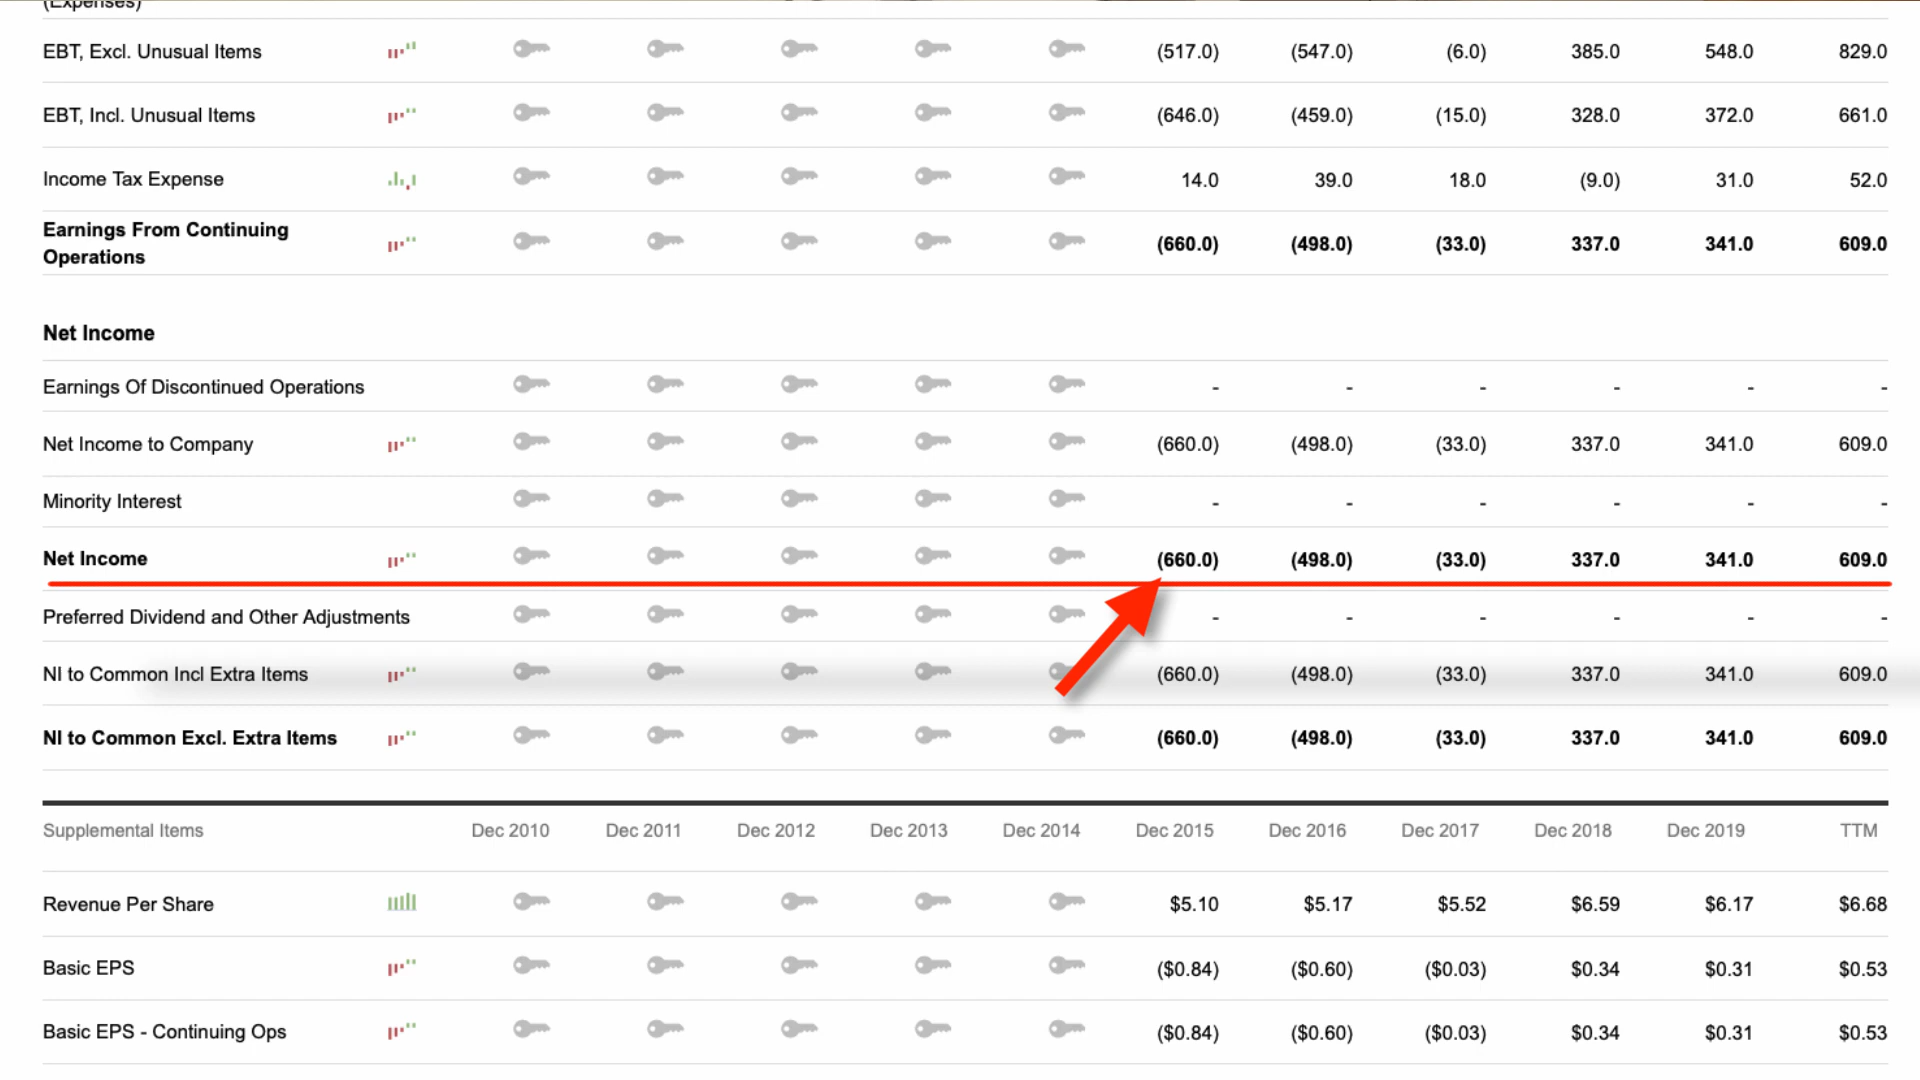 (Expenses)
EBT, Excl. Unusual Items (517.0) (547.0) (6.0) 385.0 548.0 829.0
EBT, Incl. Unusual Items (646.0) (459.0) (15.0) 328.0 372.0 661.0
Income Tax Expense 14.0 39.0 18.0 (9.0) 31.0 52.0
Earnings From Continuing
Operations (660.0) (498.0) (33.0) 337.0 341.0 609.0
Net Income
Earnings Of Discontinued Operations - - - - - -
Net Income to Company (660.0) (498.0) (33.0) 337.0 341.0 609.0
Minority Interest - - - - - -
Net Income (660.0) (498.0) (33.0) 337.0 341.0 609.0
Preferred Dividend and Other Adjustments - - - - - -
NI to Common Incl Extra Items (660.0) (498.0) (33.0) 337.0 341.0 609.0
NI to Common Excl. Extra Items (660.0) (498.0) (33.0) 337.0 341.0 609.0
Supplemental Items Dec 2010 Dec 2011 Dec 2012 Dec 2013 Dec 2014 Dec 2015 Dec 2016 Dec 2017 Dec 2018 Dec 2019 TTM
Revenue Per Share $5.10 $5.17 $5.52 $6.59 $6.17 $6.68
Basic EPS ($0.84) ($0.60) ($0.03) $0.34 $0.31 $0.53
Basic EPS - Continuing Ops ($0.84) ($0.60) ($0.03) $0.34 $0.31 $0.53